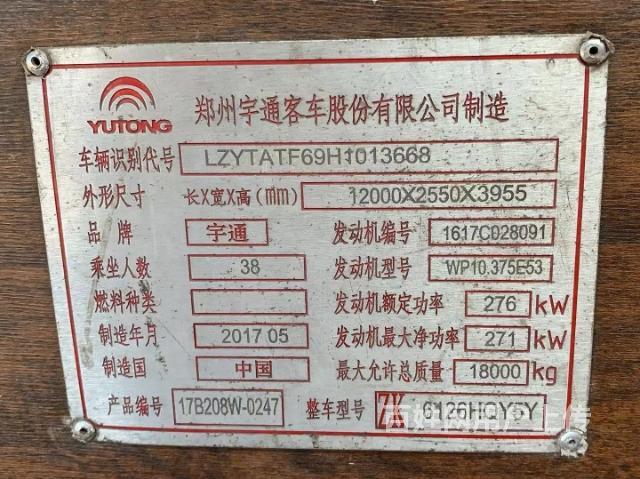 YUTONG 郑州宇通客车股份有限公司制造
车辆识别代号 LZYTATF69H1013668
外形尺寸 长X宽X高(mm) 12000X2550X3955
品牌 宇通 发动机编号 1617C028091
乘坐人数 38 发动机型号 WP10.375E53
燃料种类 发动机额定功率 276 kW
制造年月 2017.05 发动机最大净功率 271 kW
制造国 中国 最大允许总质量 18000 kg
产品编号 17B208W-0247 整车型号 ZK 6126HQY5Y